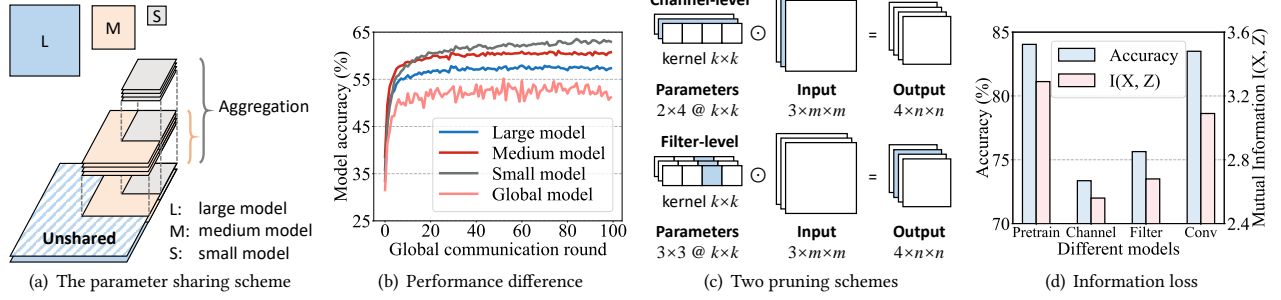 L
M
S
Aggregation
Unshared
L: large model
M: medium model
S: small model
(a) The parameter sharing scheme
Model accuracy (%)
65
55
45
35
25
0 20 40 60 80 100
Global communication round
Large model
Medium model
Small model
Global model
(b) Performance difference
Channel-level
kernel k×k
⊙
=
Parameters Input Output
2×4 @ k×k 3×m×m 4×n×n
Filter-level
kernel k×k
⊙
=
Parameters Input Output
3×3 @ k×k 3×m×m 4×n×n
(c) Two pruning schemes
Accuracy (%)
85
80
75
70
Accuracy
I(X, Z)
3.6
3.2
2.8
2.4
Mutual Information I(X, Z)
Pretrain Channel Filter Conv
Different models
(d) Information loss